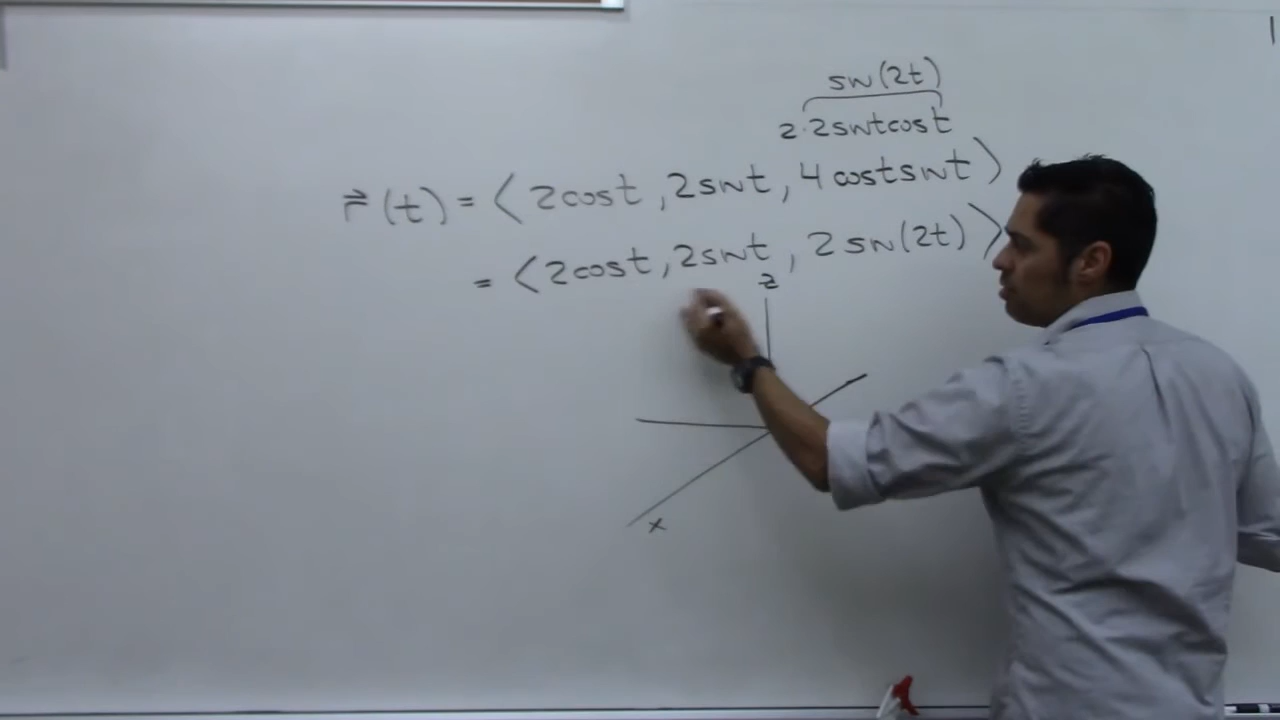 sin(2t)
2·2sintcost
r⃗(t) = ⟨2cost, 2sint, 4costsint⟩
= ⟨2cost, 2sint, 2sin(2t)⟩
z
x